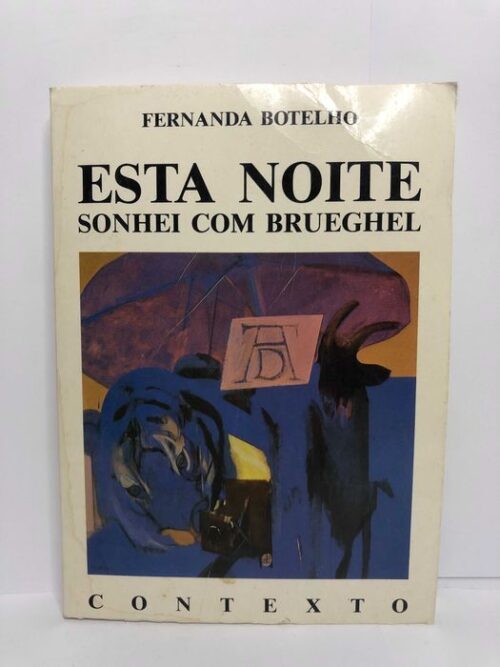 FERNANDA BOTELHO
ESTA NOITE
SONHEI COM BRUEGHEL
AD
CONTEXTO